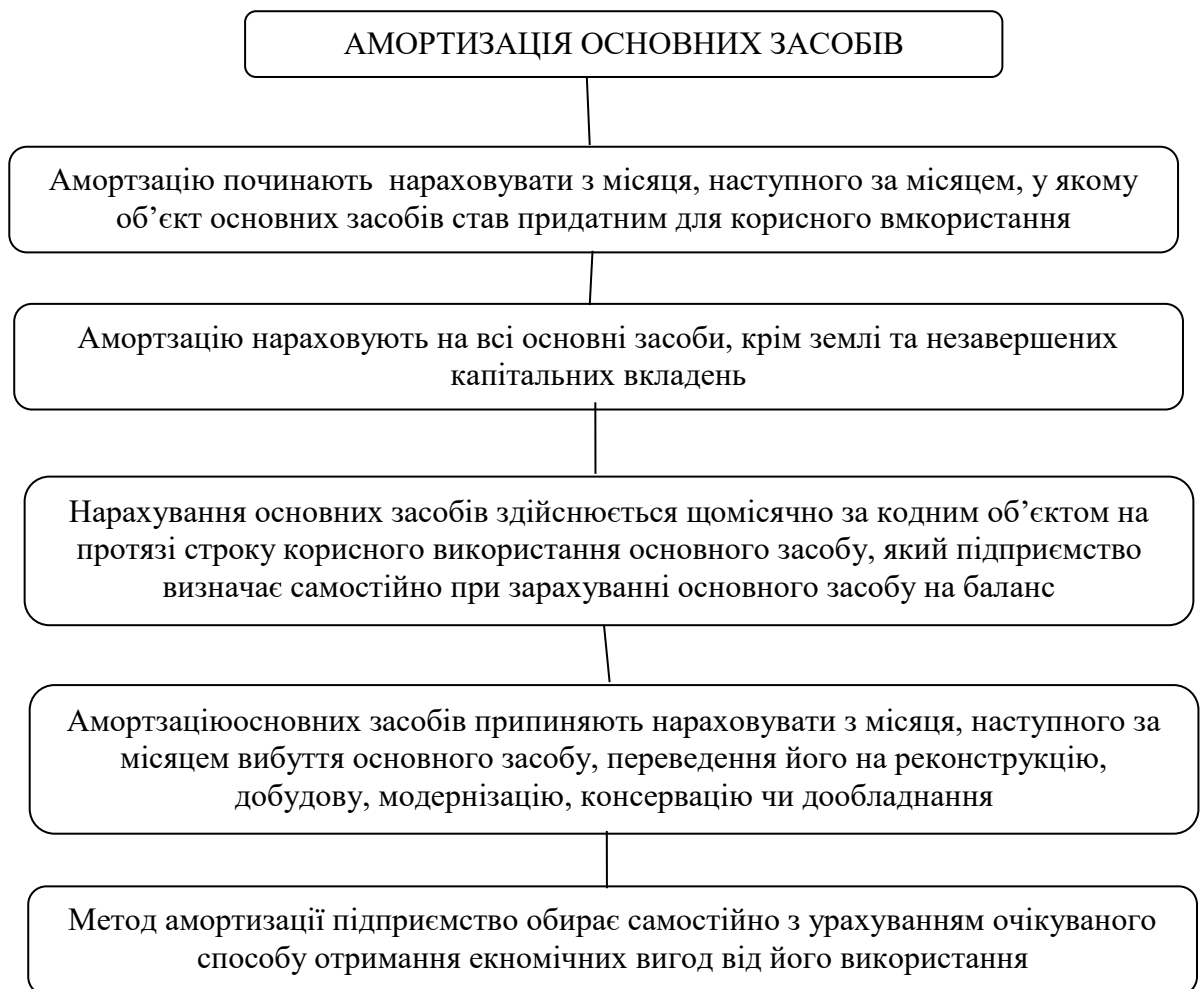 АМОРТИЗАЦІЯ ОСНОВНИХ ЗАСОБІВ
Амортзацію починають нараховувати з місяця, наступного за місяцем, у якому
об’єкт основних засобів став придатним для корисного вмкористання
Амортзацію нараховують на всі основні засоби, крім землі та незавершених
капітальних вкладень
Нарахування основних засобів здійснюється щомісячно за кодним об’єктом на
протязі строку корисного використання основного засобу, який підприємство
визначає самостійно при зарахуванні основного засобу на баланс
Амортзаціюосновних засобів припиняють нараховувати з місяця, наступного за
місяцем вибуття основного засобу, переведення його на реконструкцію,
добудову, модернізацію, консервацію чи дообладнання
Метод амортизації підприємство обирає самостійно з урахуванням очікуваного
способу отримання екномічних вигод від його використання